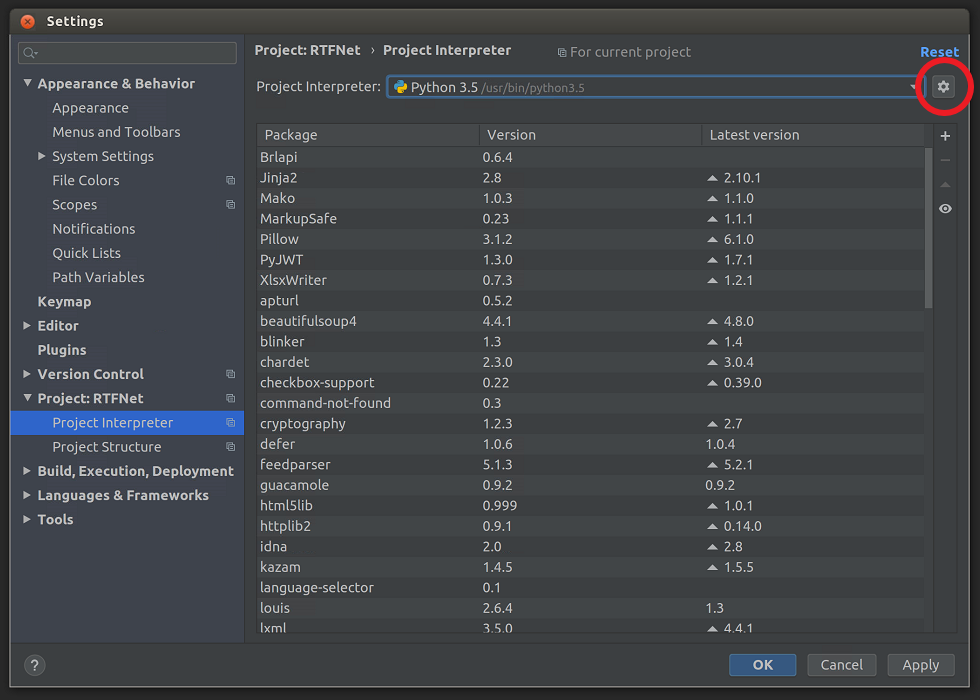 Settings
Appearance & Behavior
Appearance
Menus and Toolbars
System Settings
File Colors
Scopes
Notifications
Quick Lists
Path Variables
Keymap
Editor
Plugins
Version Control
Project: RTFNet
Project Interpreter
Project Structure
Build, Execution, Deployment
Languages & Frameworks
Tools
Project: RTFNet › Project Interpreter For current project Reset
Project Interpreter: Python 3.5 /usr/bin/python3.5
Package Version Latest version
Brlapi 0.6.4
Jinja2 2.8 2.10.1
Mako 1.0.3 1.1.0
MarkupSafe 0.23 1.1.1
Pillow 3.1.2 6.1.0
PyJWT 1.3.0 1.7.1
XlsxWriter 0.7.3 1.2.1
apturl 0.5.2
beautifulsoup4 4.4.1 4.8.0
blinker 1.3 1.4
chardet 2.3.0 3.0.4
checkbox-support 0.22 0.39.0
command-not-found 0.3
cryptography 1.2.3 2.7
defer 1.0.6 1.0.4
feedparser 5.1.3 5.2.1
guacamole 0.9.2 0.9.2
html5lib 0.999 1.0.1
httplib2 0.9.1 0.14.0
idna 2.0 2.8
kazam 1.4.5 1.5.5
language-selector 0.1
louis 2.6.4 1.3
lxml 3.5.0 4.4.1
? OK Cancel Apply